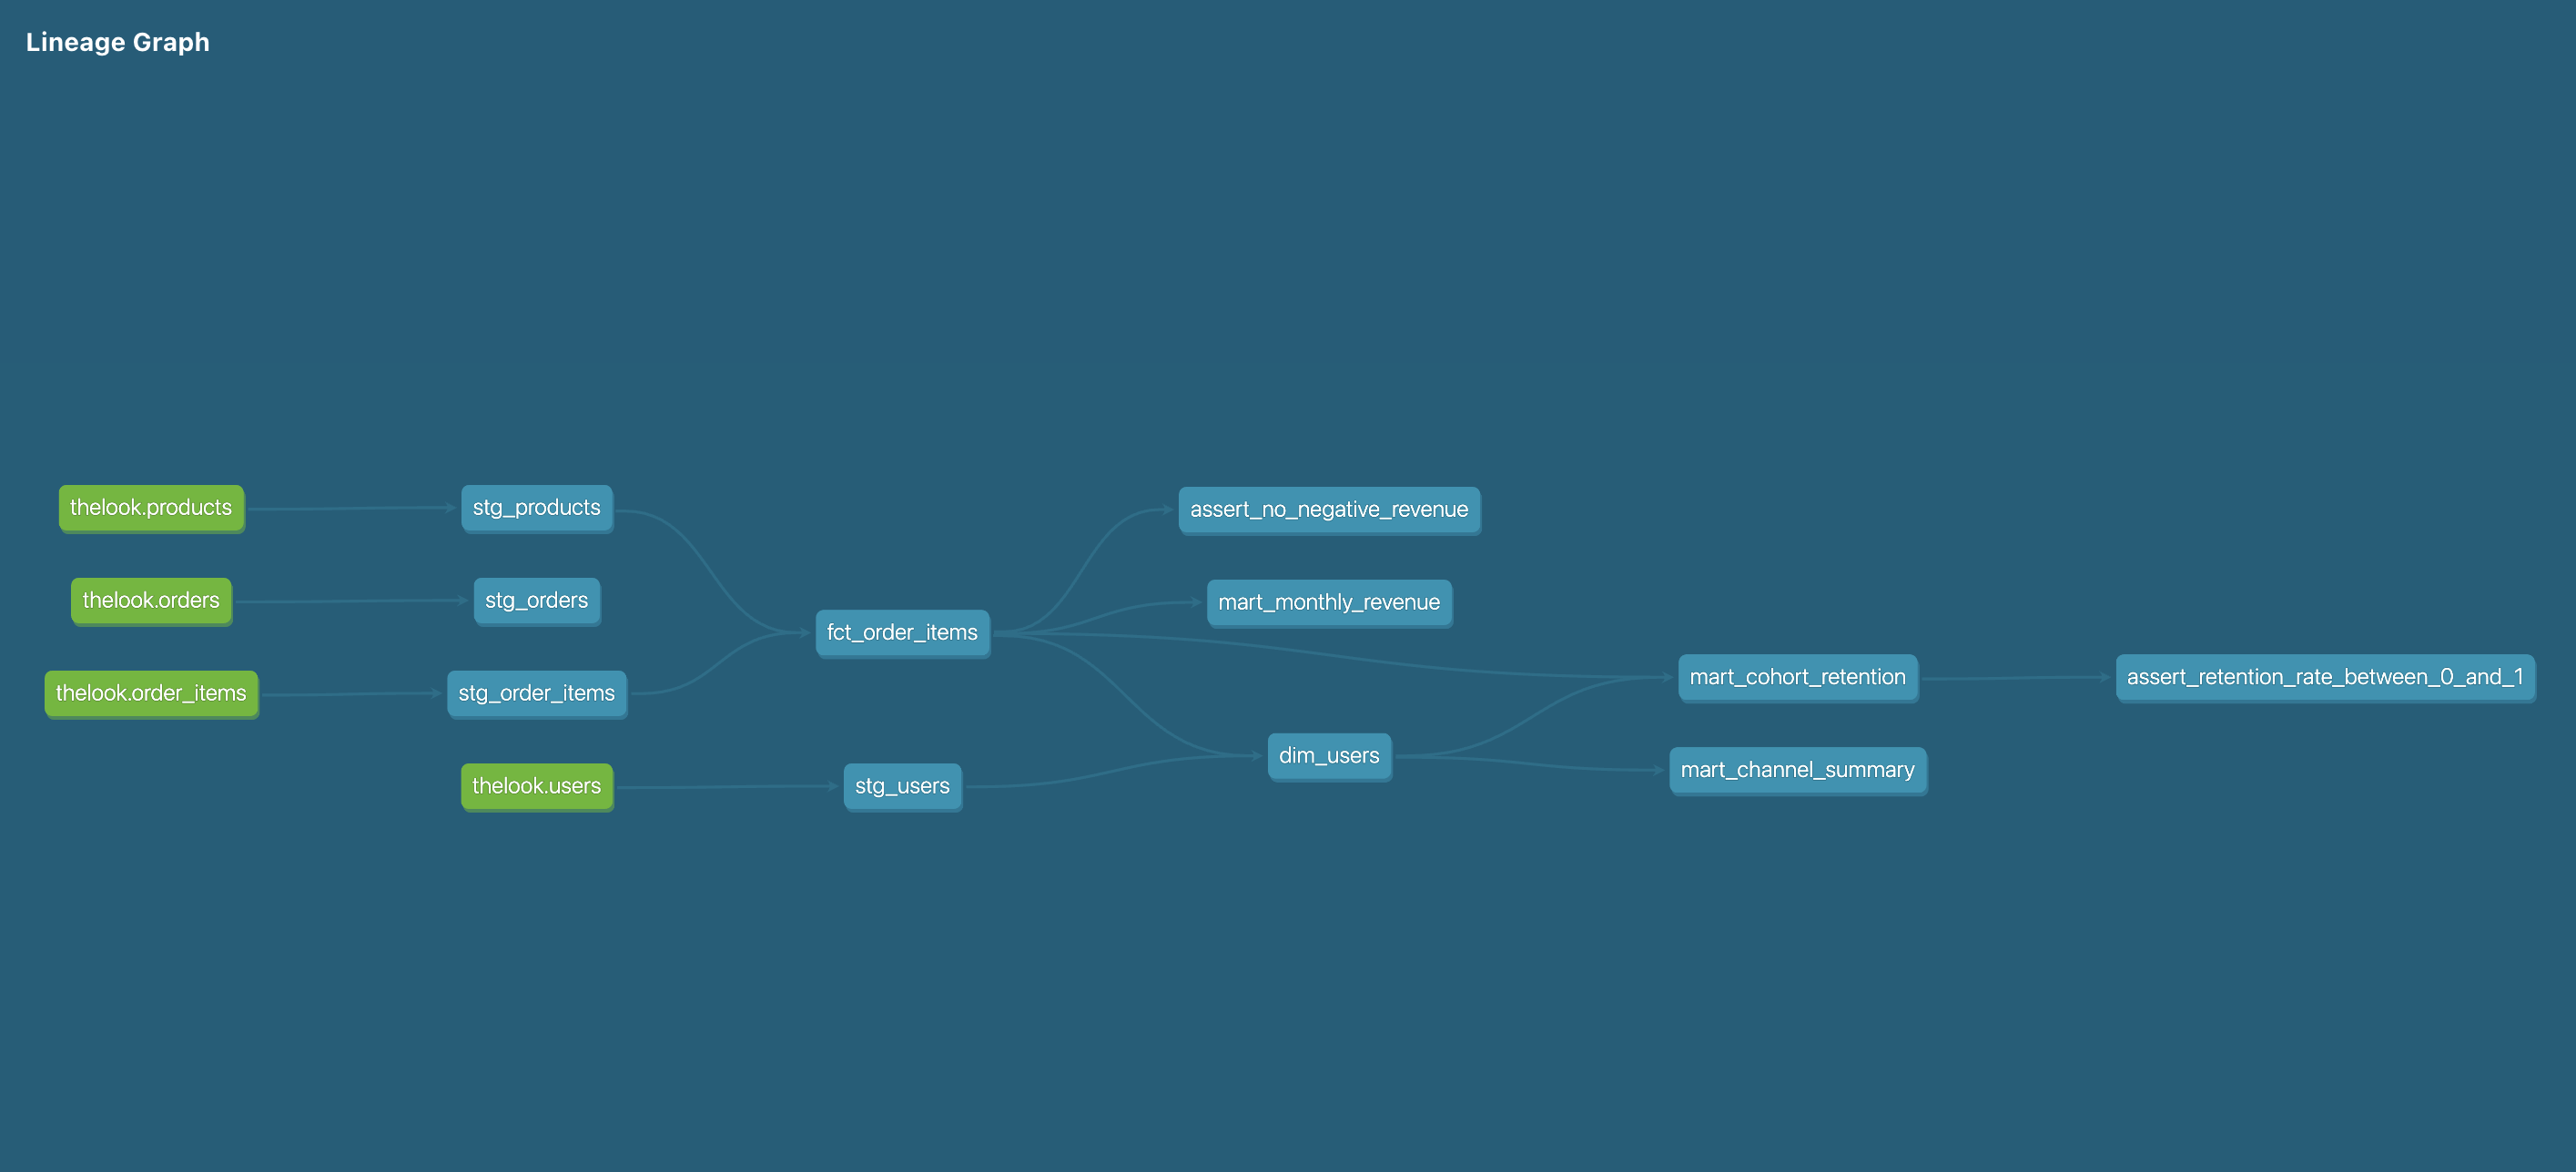 Lineage Graph
thelook.products
stg_products
assert_no_negative_revenue
thelook.orders
stg_orders
mart_monthly_revenue
fct_order_items
thelook.order_items
stg_order_items
mart_cohort_retention
assert_retention_rate_between_0_and_1
dim_users
mart_channel_summary
thelook.users
stg_users